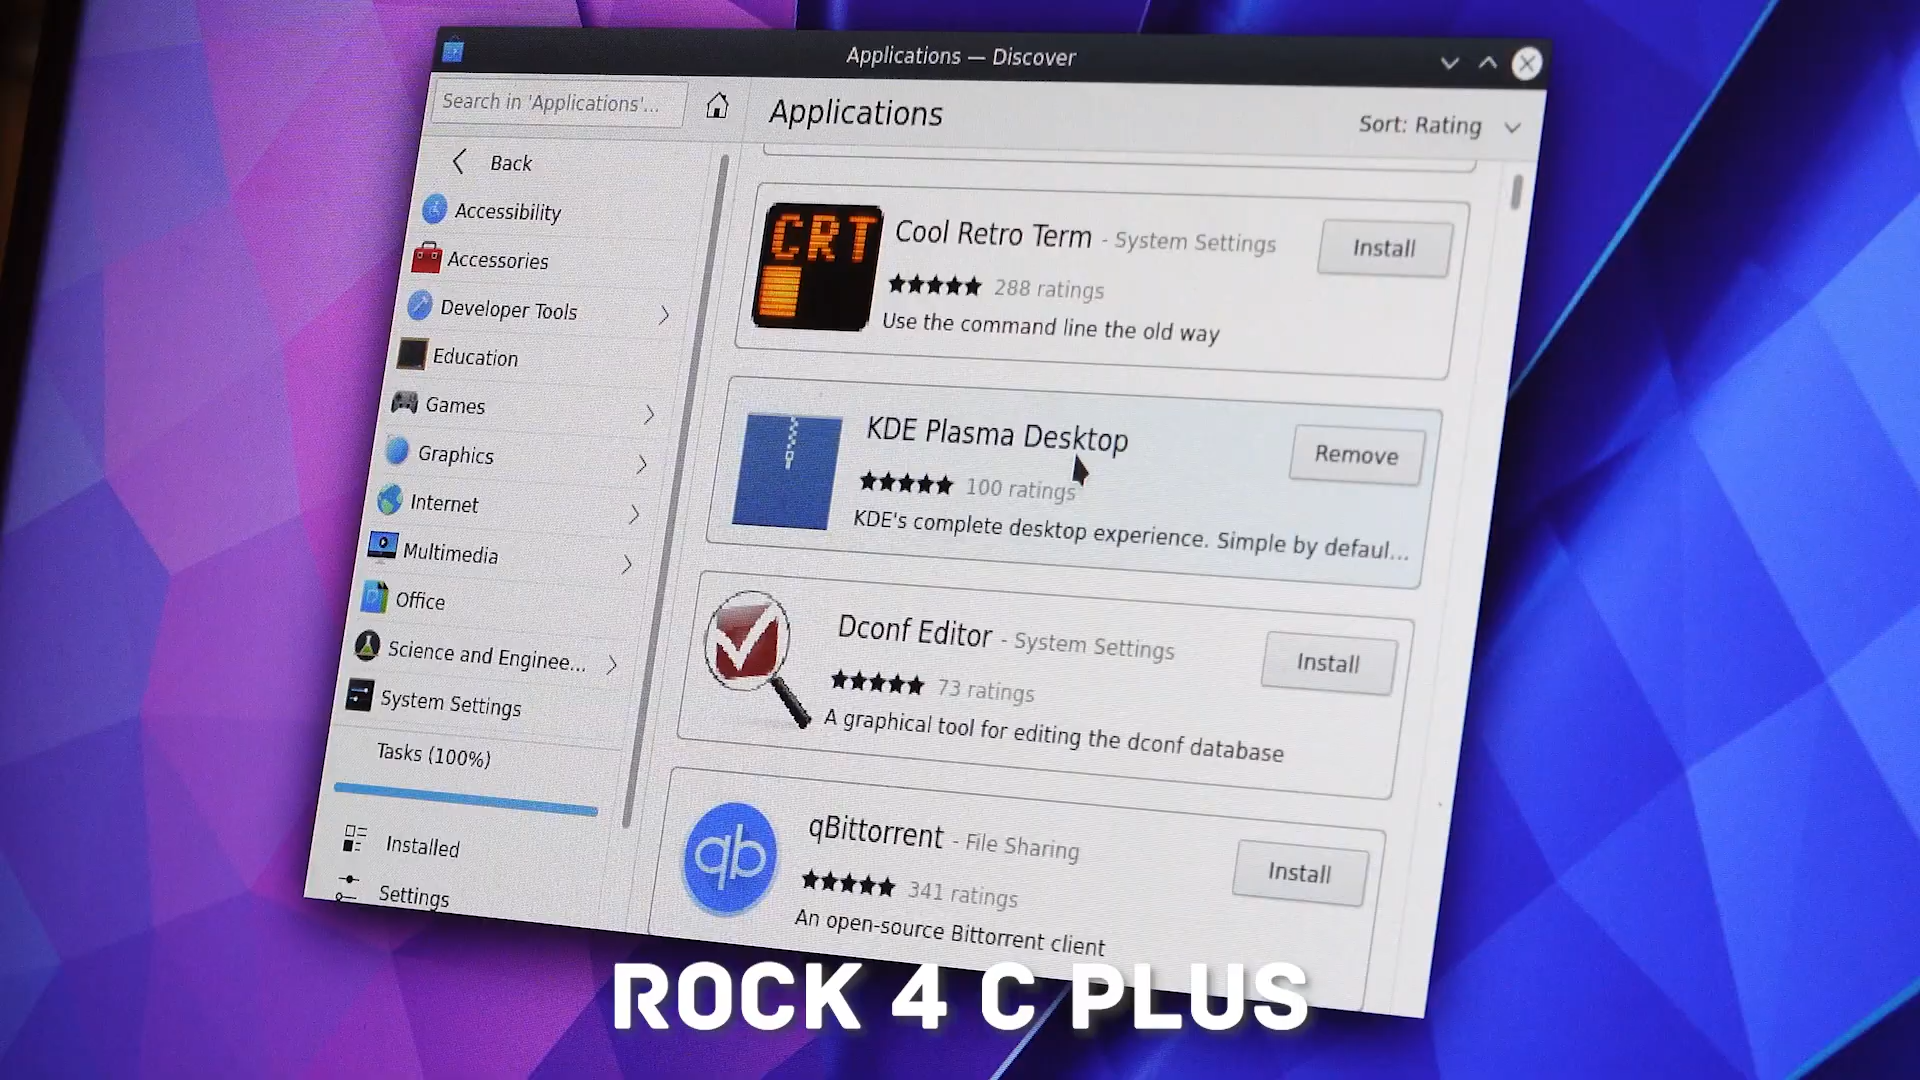 Applications — Discover
Search in 'Applications'...
Applications
Sort: Rating
Back
Accessibility
Accessories
Developer Tools
Education
Games
Graphics
Internet
Multimedia
Office
Science and Enginee...
System Settings
Tasks (100%)
Installed
Settings
CRT
Cool Retro Term - System Settings
288 ratings
Use the command line the old way
Install
KDE Plasma Desktop
100 ratings
KDE's complete desktop experience. Simple by defaul...
Remove
Dconf Editor - System Settings
73 ratings
A graphical tool for editing the dconf database
Install
qb
qBittorrent - File Sharing
341 ratings
An open-source Bittorrent client
Install
ROCK 4 C PLUS